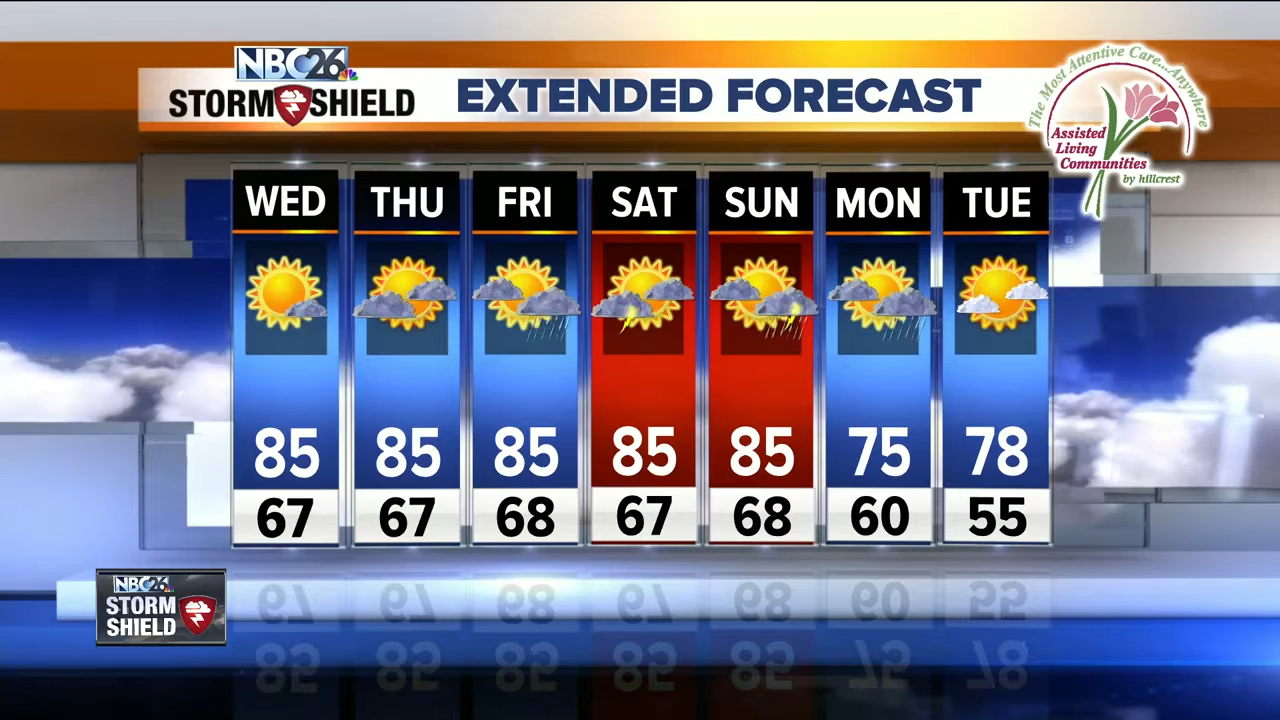 NBC26
STORM SHIELD
EXTENDED FORECAST
The Most Attentive Care...Anywhere
Assisted
Living
Communities
by hillcrest
WED THU FRI SAT SUN MON TUE
85 85 85 85 85 75 78
67 67 68 67 68 60 55
NBC26
STORM
SHIELD